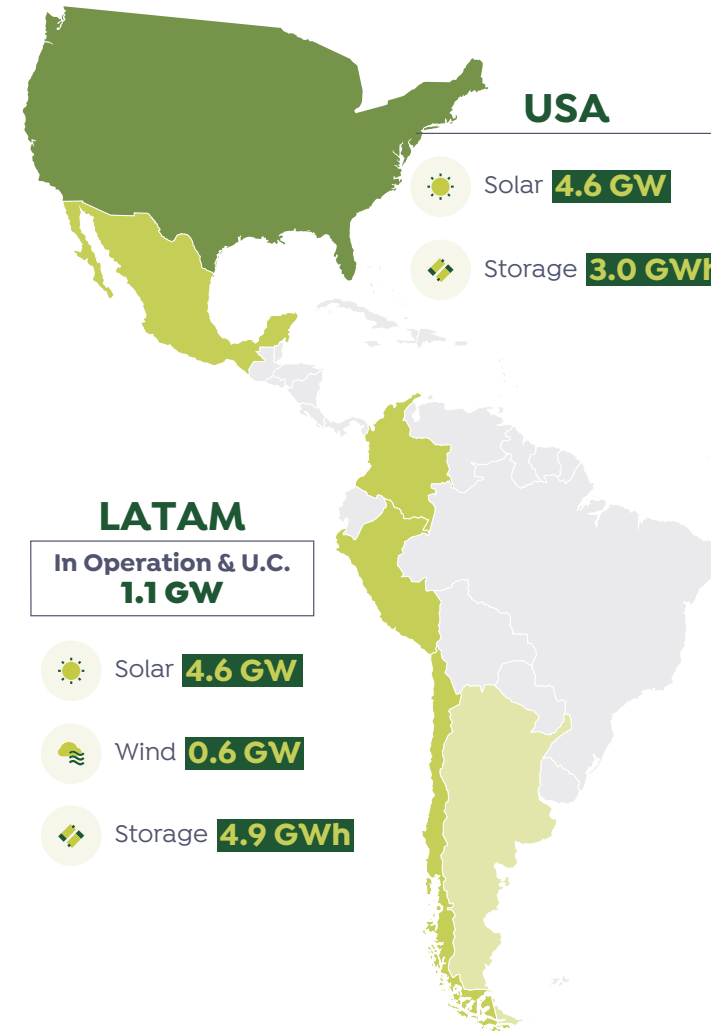 USA
Solar 4.6 GW
Storage 3.0 GWh
LATAM
In Operation & U.C.
1.1 GW
Solar 4.6 GW
Wind 0.6 GW
Storage 4.9 GWh